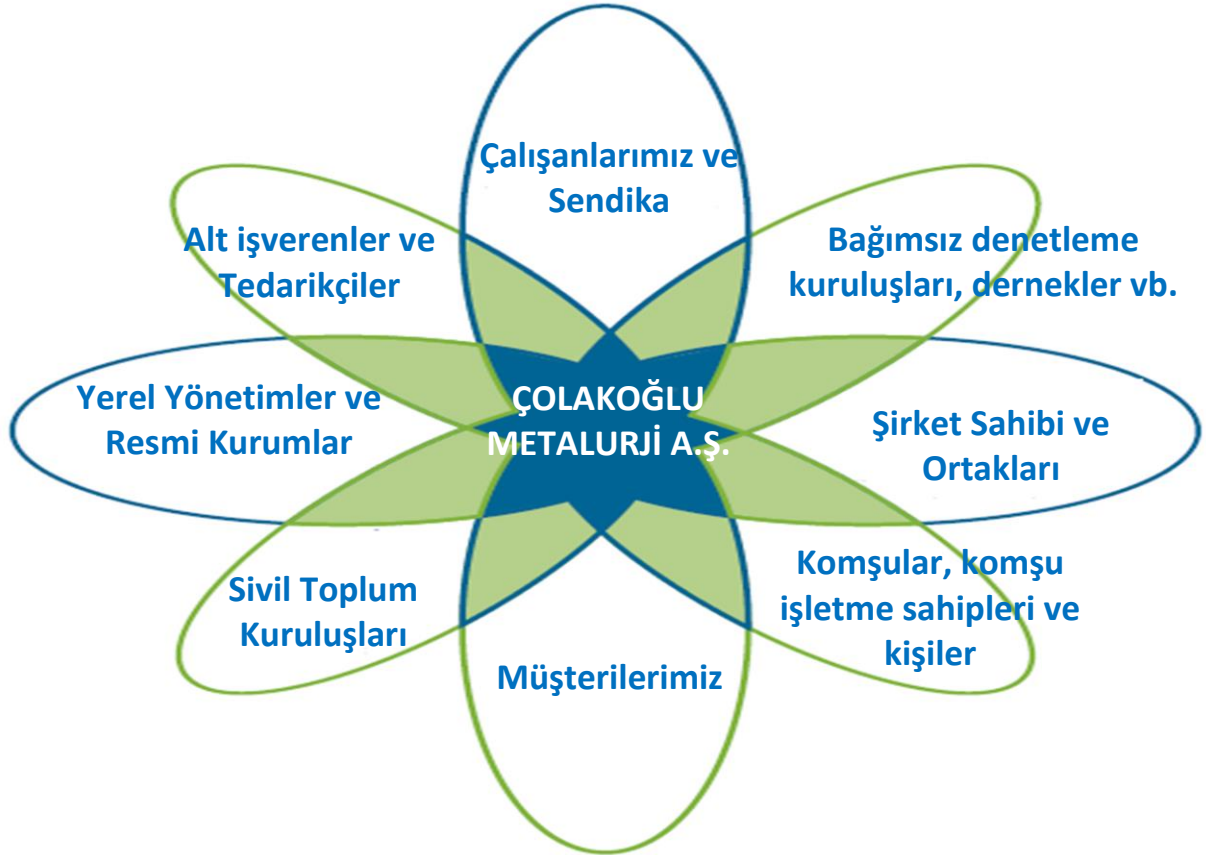 Çalışanlarımız ve
Sendika
Alt işverenler ve
Tedarikçiler
Bağımsız denetleme
kuruluşları, dernekler vb.
Yerel Yönetimler ve
Resmi Kurumlar
ÇOLAKOĞLU
METALURJİ A.Ş.
Şirket Sahibi ve
Ortakları
Sivil Toplum
Kuruluşları
Komşular, komşu
işletme sahipleri ve
kişiler
Müşterilerimiz